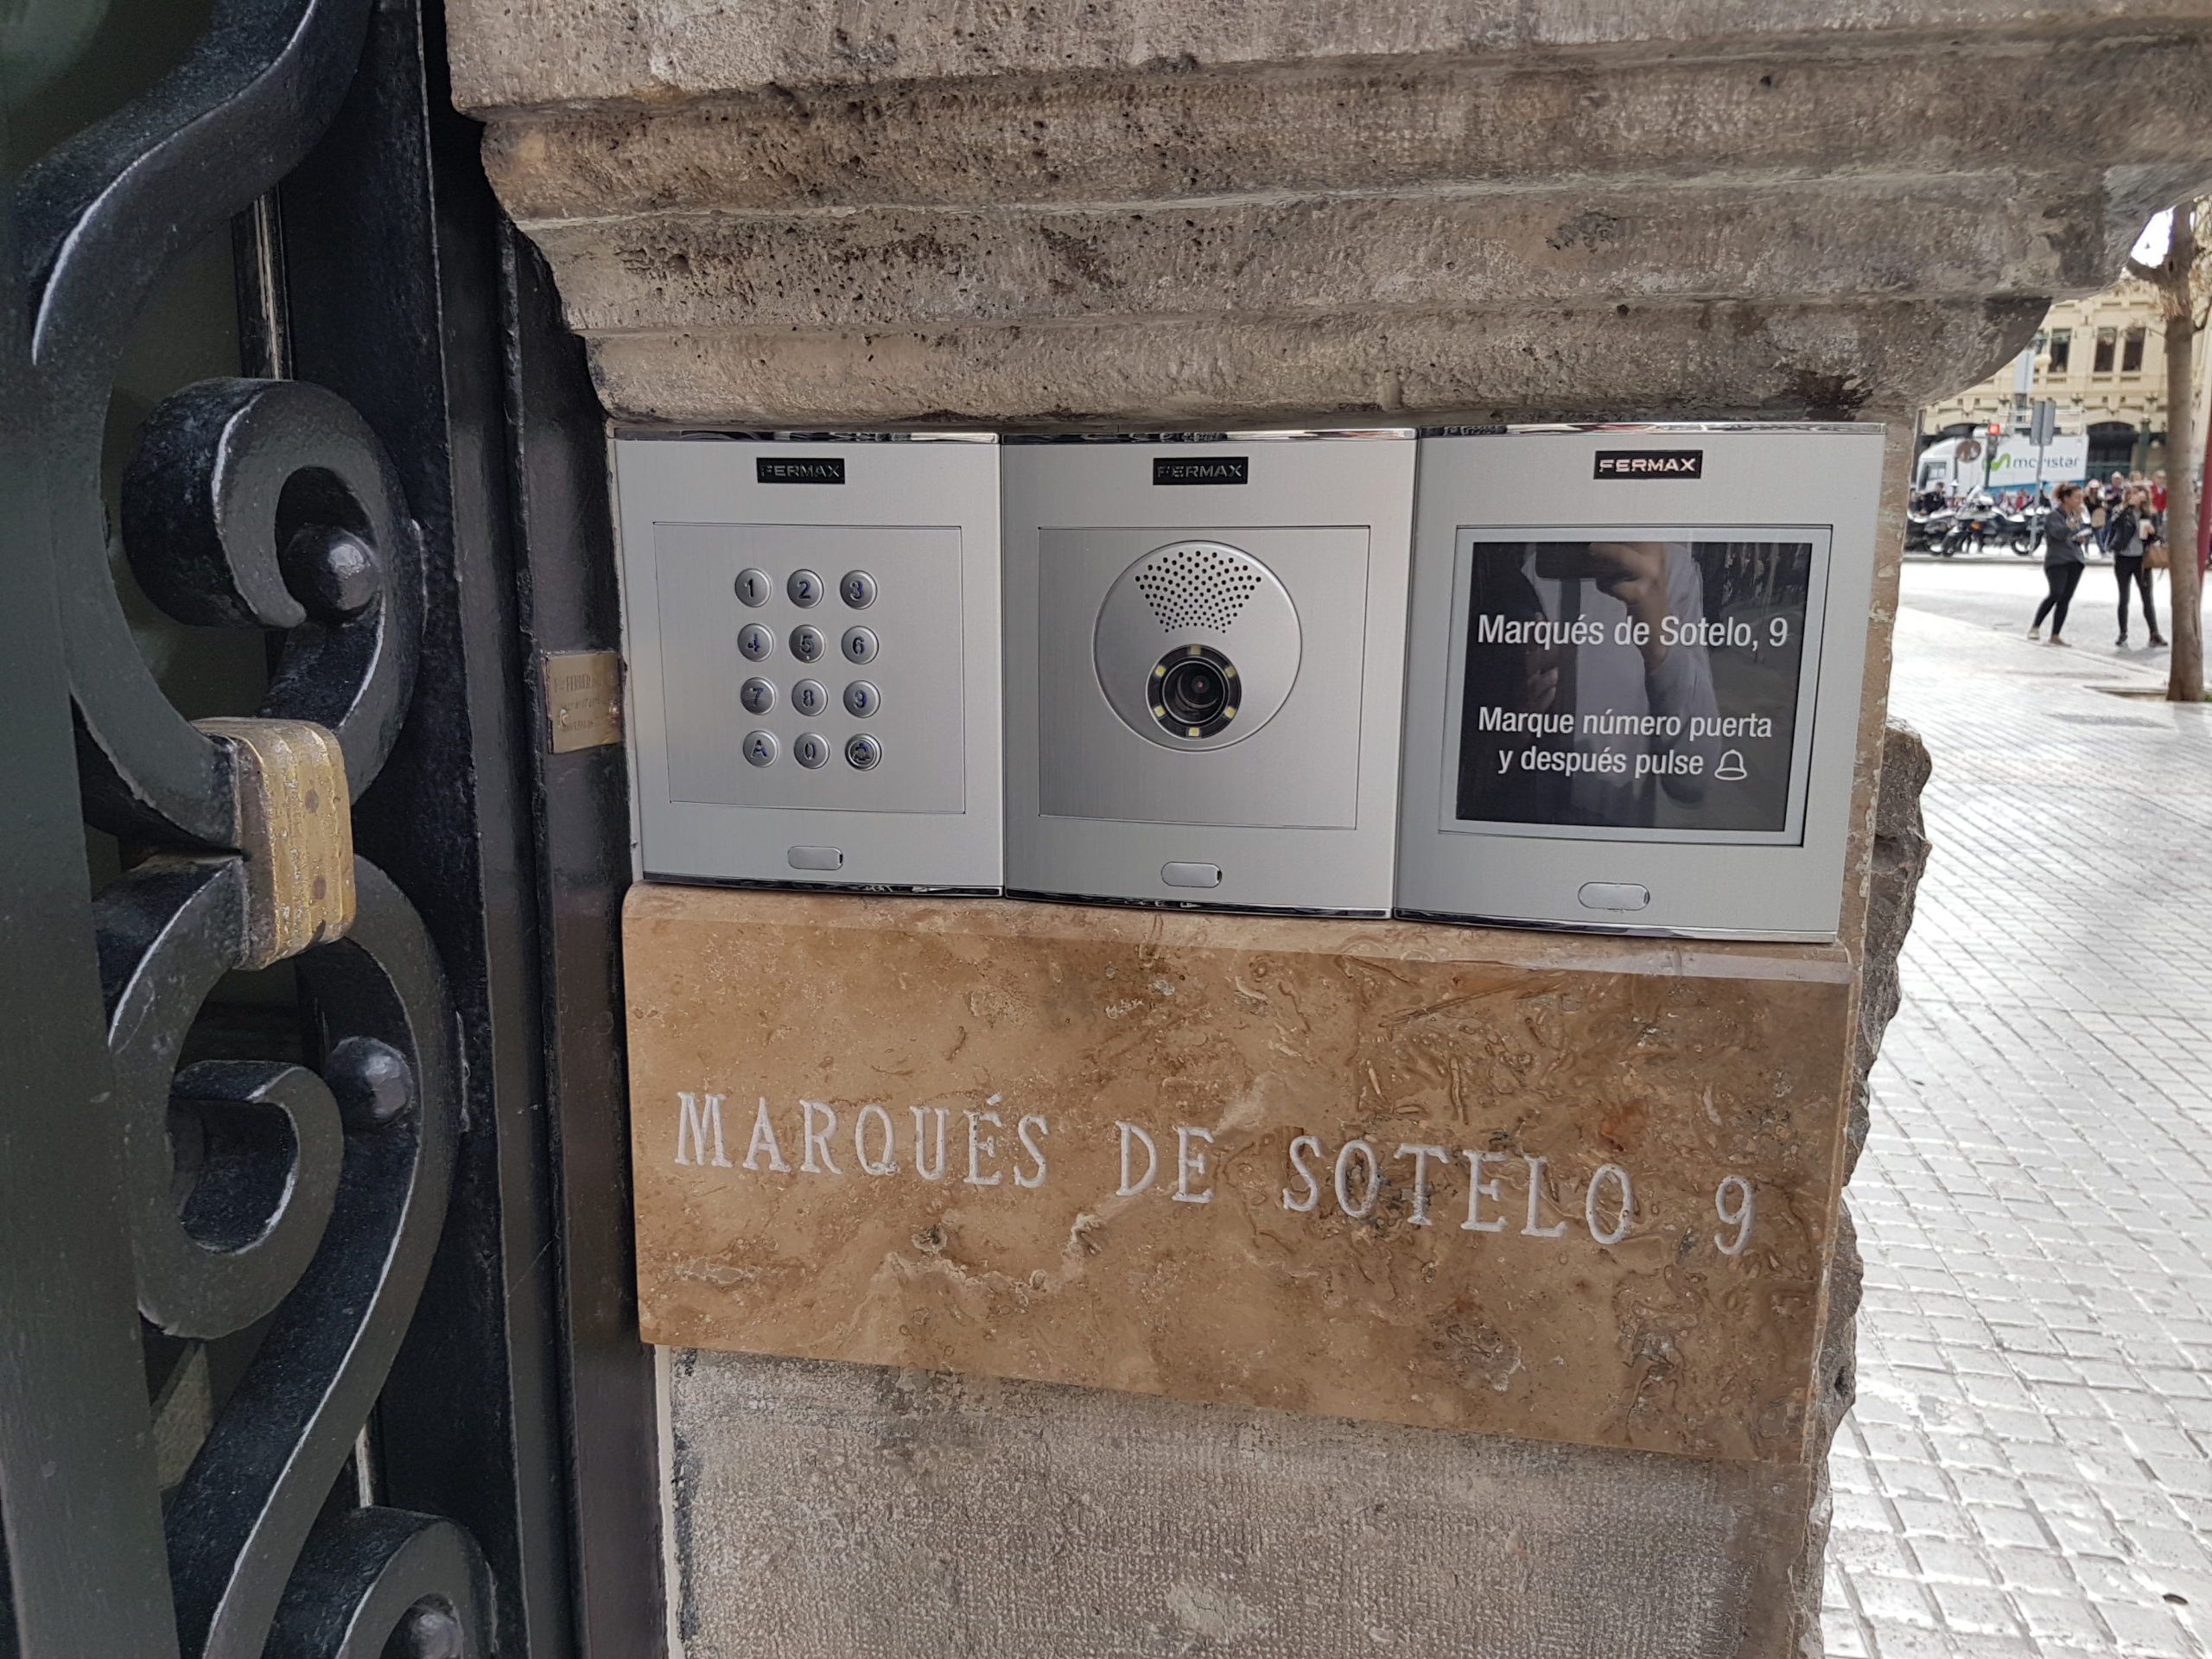 FERMAX
1 2 3
4 5 6
7 8 9
A 0
FERMAX
FERMAX
Marqués de Sotelo, 9
Marque número puerta
y después pulse
MARQUÉS DE SOTELO 9
movistar